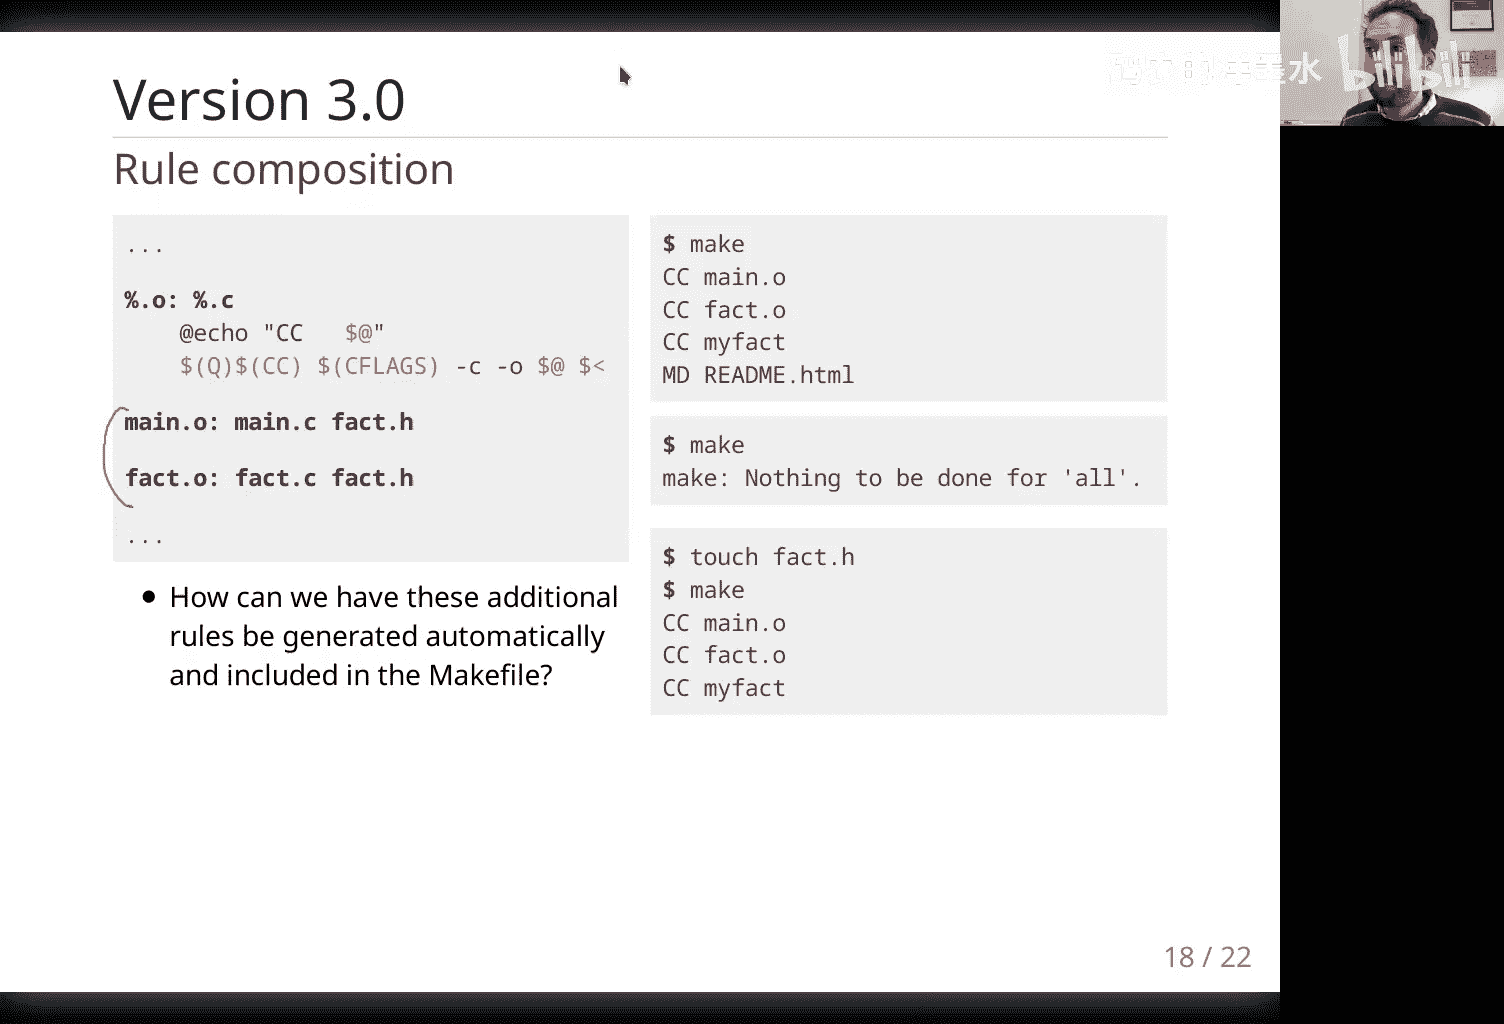 Version 3.0
Rule composition
...
%.o: %.c
@echo "CC   $@"
$(Q)$(CC) $(CFLAGS) -c -o $@ $<
main.o: main.c fact.h
fact.o: fact.c fact.h
...
• How can we have these additional
rules be generated automatically
and included in the Makefile?
$ make
CC main.o
CC fact.o
CC myfact
MD README.html
$ make
make: Nothing to be done for 'all'.
$ touch fact.h
$ make
CC main.o
CC fact.o
CC myfact
18 / 22
bilibili